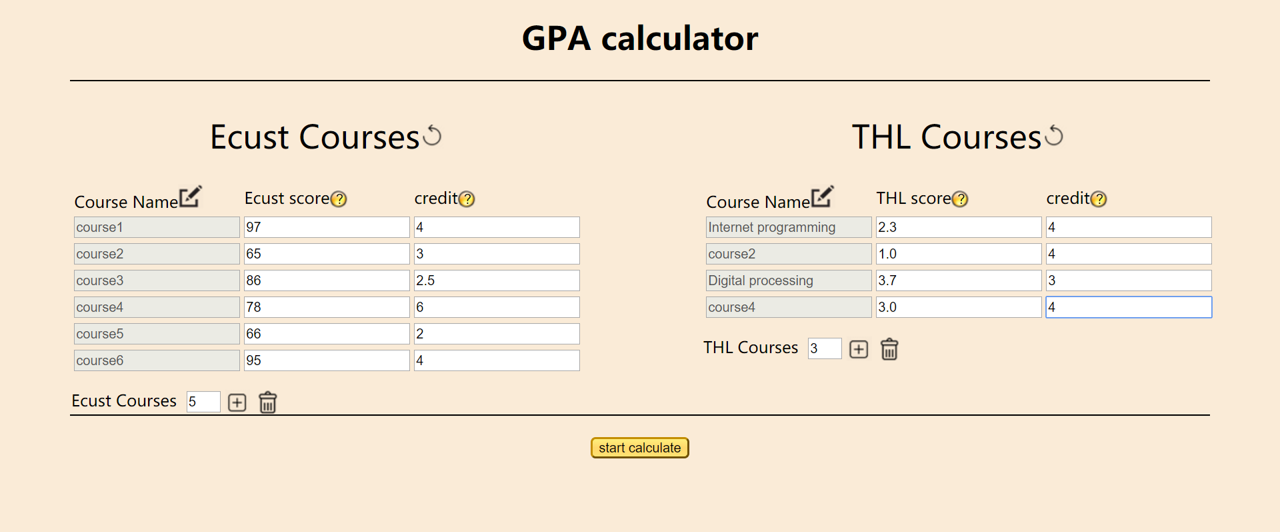 GPA calculator
Ecust Courses
THL Courses
Course Name Ecust score ? credit ?
course1 97 4
course2 65 3
course3 86 2.5
course4 78 6
course5 66 2
course6 95 4
Ecust Courses 5
Course Name THL score ? credit ?
Internet programming 2.3 4
course2 1.0 4
Digital processing 3.7 3
course4 3.0 4
THL Courses 3
start calculate